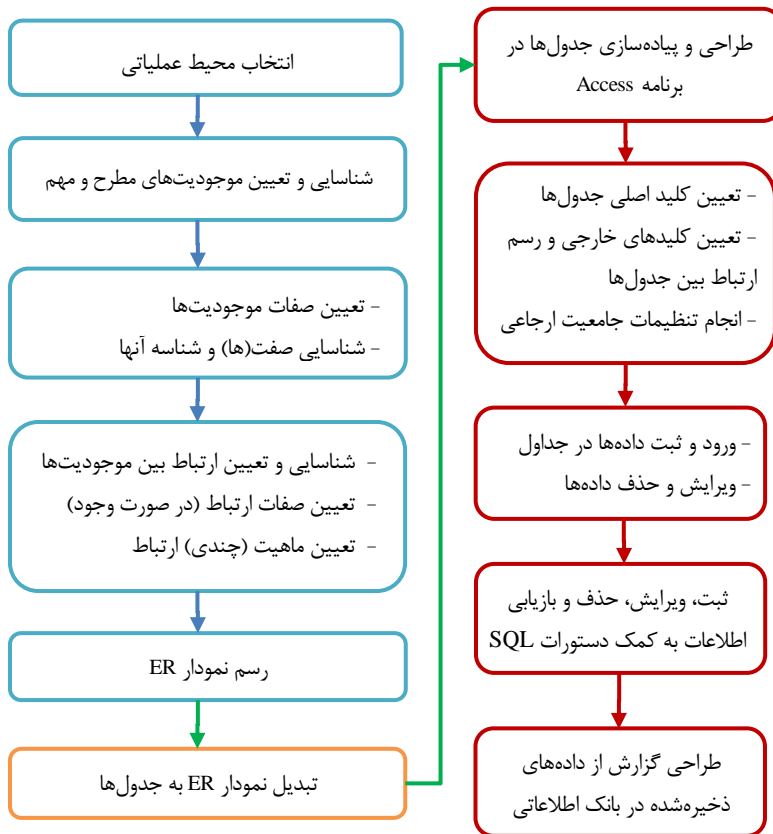 انتخاب محیط عملیاتی
شناسایی و تعیین موجودیت‌های مطرح و مهم
- تعیین صفات موجودیت‌ها
- شناسایی صفت(ها) و شناسه آنها
- شناسایی و تعیین ارتباط بین موجودیت‌ها
- تعیین صفات ارتباط (در صورت وجود)
- تعیین ماهیت (چندی) ارتباط
رسم نمودار ER
تبدیل نمودار ER به جدول‌ها
طراحی و پیاده‌سازی جدول‌ها در
برنامه Access
- تعیین کلید اصلی جدول‌ها
- تعیین کلیدهای خارجی و رسم
ارتباط بین جدول‌ها
- انجام تنظیمات جامعیت ارجاعی
- ورود و ثبت داده‌ها در جداول
- ویرایش و حذف داده‌ها
ثبت، ویرایش، حذف و بازیابی
اطلاعات به کمک دستورات SQL
طراحی گزارش از داده‌های
ذخیره‌شده در بانک اطلاعاتی